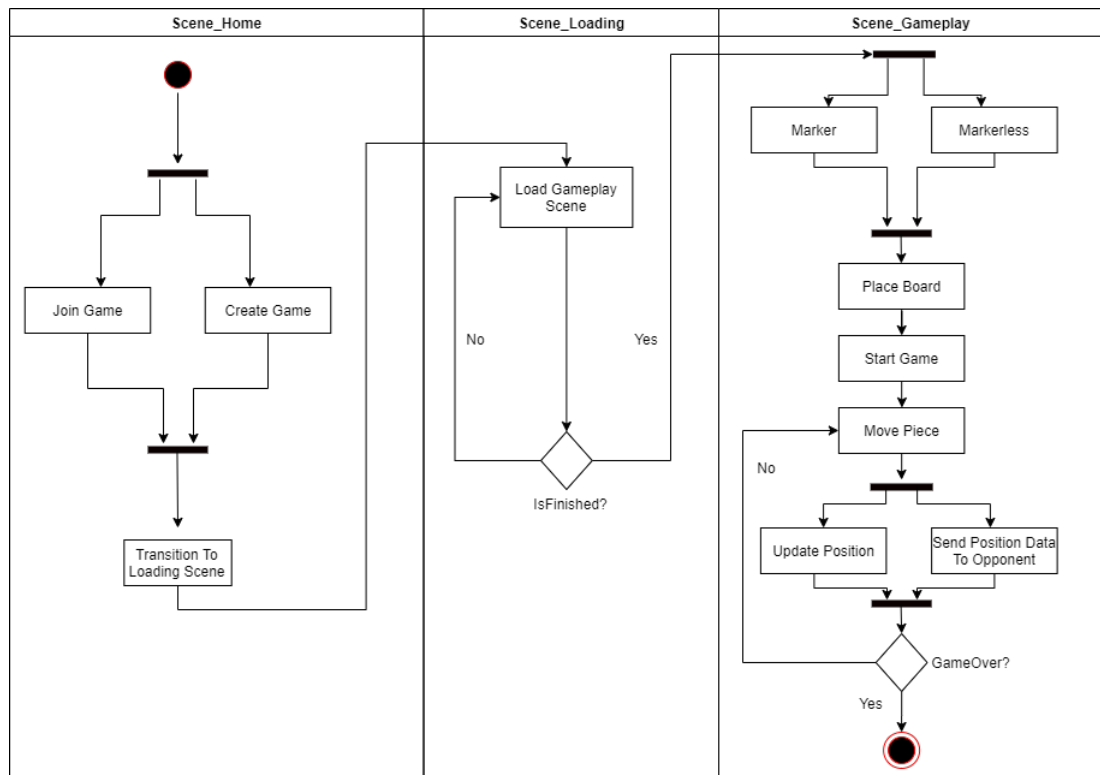 Scene_Home
Scene_Loading
Scene_Gameplay
Join Game
Create Game
Transition To
Loading Scene
Load Gameplay
Scene
No
Yes
IsFinished?
Marker
Markerless
Place Board
Start Game
Move Piece
No
Update Position
Send Position Data
To Opponent
GameOver?
Yes